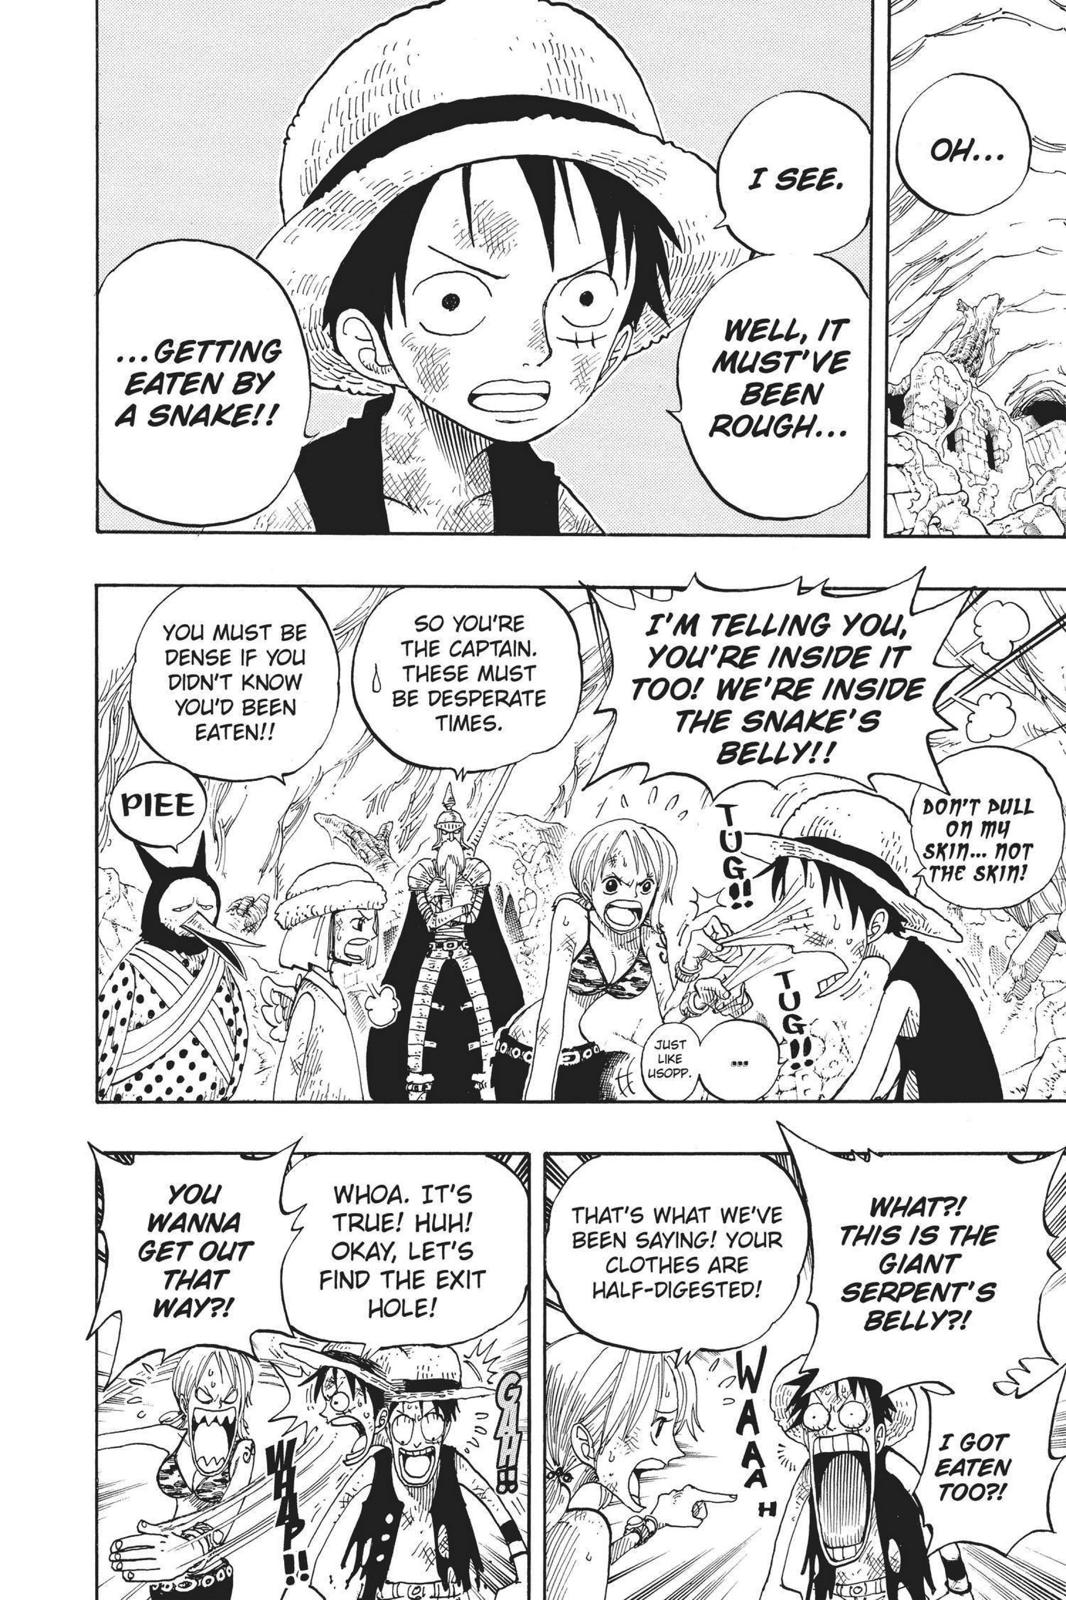 OH...
I SEE.
WELL, IT
MUST'VE
BEEN
ROUGH...
...GETTING
EATEN BY
A SNAKE!!
I'M TELLING YOU,
YOU'RE INSIDE IT
TOO! WE'RE INSIDE
THE SNAKE'S
BELLY!!
DON'T PULL
ON MY
SKIN... NOT
THE SKIN!
TUG!!
TUG!!
...
JUST
LIKE
USOPP.
SO YOU'RE
THE CAPTAIN.
THESE MUST
BE DESPERATE
TIMES.
YOU MUST BE
DENSE IF YOU
DIDN'T KNOW
YOU'D BEEN
EATEN!!
PIEE
WHAT?!
THIS IS THE
GIANT
SERPENT'S
BELLY?!
I GOT
EATEN
TOO?!
WAAAH
THAT'S WHAT WE'VE
BEEN SAYING! YOUR
CLOTHES ARE
HALF-DIGESTED!
WHOA. IT'S
TRUE! HUH!
OKAY, LET'S
FIND THE EXIT
HOLE!
GAH!!
YOU
WANNA
GET OUT
THAT
WAY?!
WHAP!!